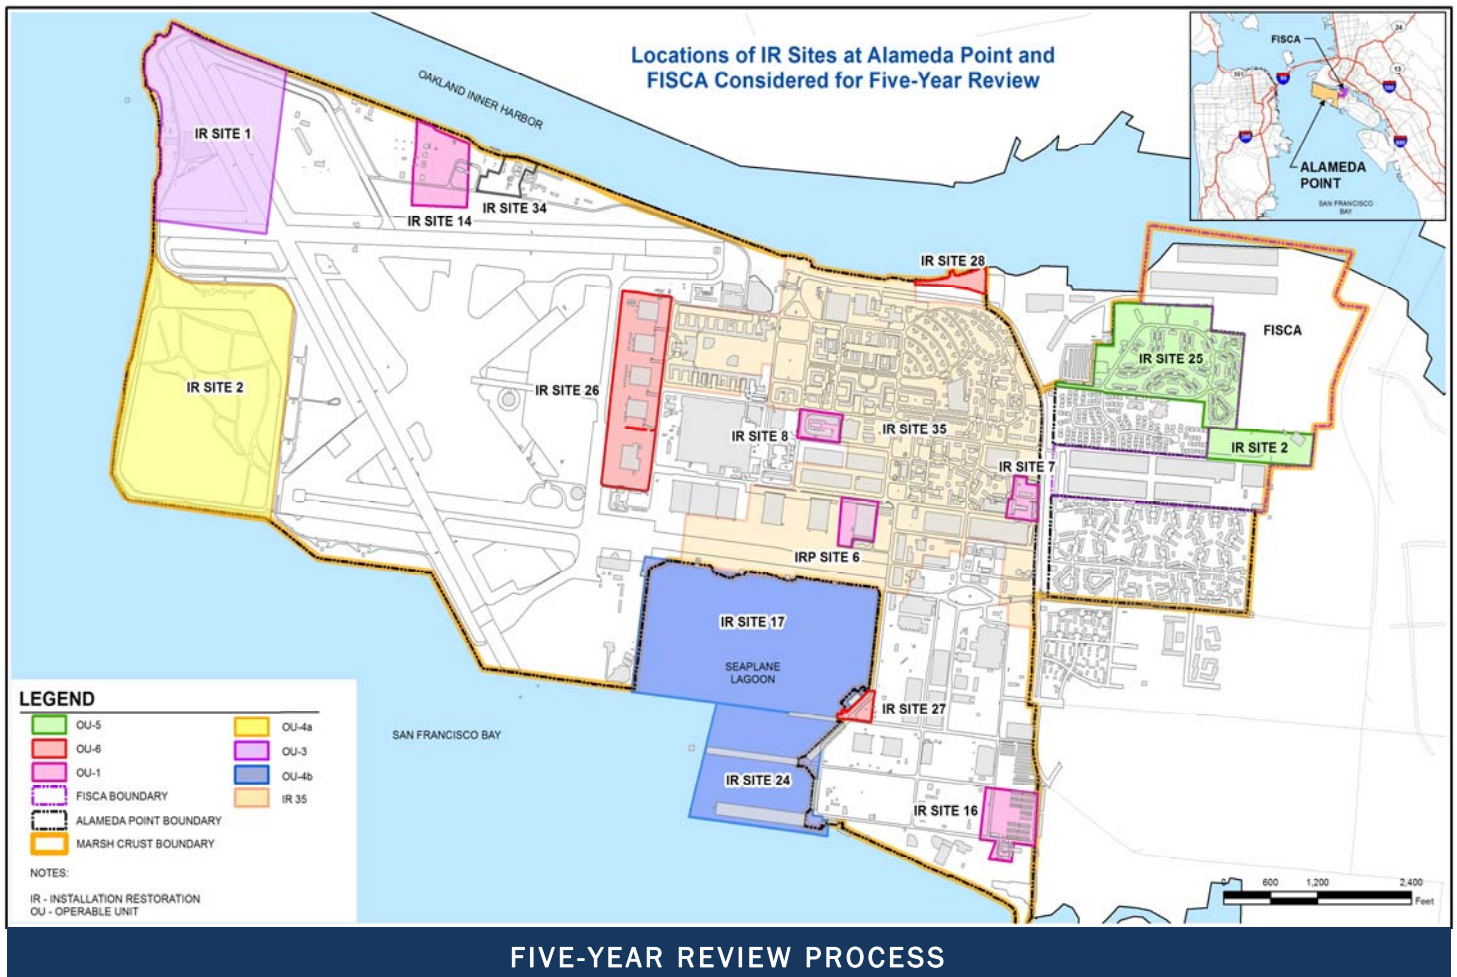 Locations of IR Sites at Alameda Point and
FISCA Considered for Five-Year Review
OAKLAND INNER HARBOR
FISCA
ALAMEDA
POINT
SAN FRANCISCO
BAY
24
13
101
80
IR SITE 1
IR SITE 14
IR SITE 34
IR SITE 28
FISCA
IR SITE 25
IR SITE 2
IR SITE 26
IR SITE 8
IR SITE 35
IR SITE 2
IR SITE 7
IRP SITE 6
IR SITE 17
SEAPLANE
LAGOON
IR SITE 27
SAN FRANCISCO BAY
IR SITE 24
IR SITE 16
LEGEND
OU-5
OU-6
OU-1
FISCA BOUNDARY
ALAMEDA POINT BOUNDARY
MARSH CRUST BOUNDARY
OU-4a
OU-3
OU-4b
IR 35
NOTES:
IR - INSTALLATION RESTORATION
OU - OPERABLE UNIT
0 600 1,200 2,400
Feet
FIVE-YEAR REVIEW PROCESS